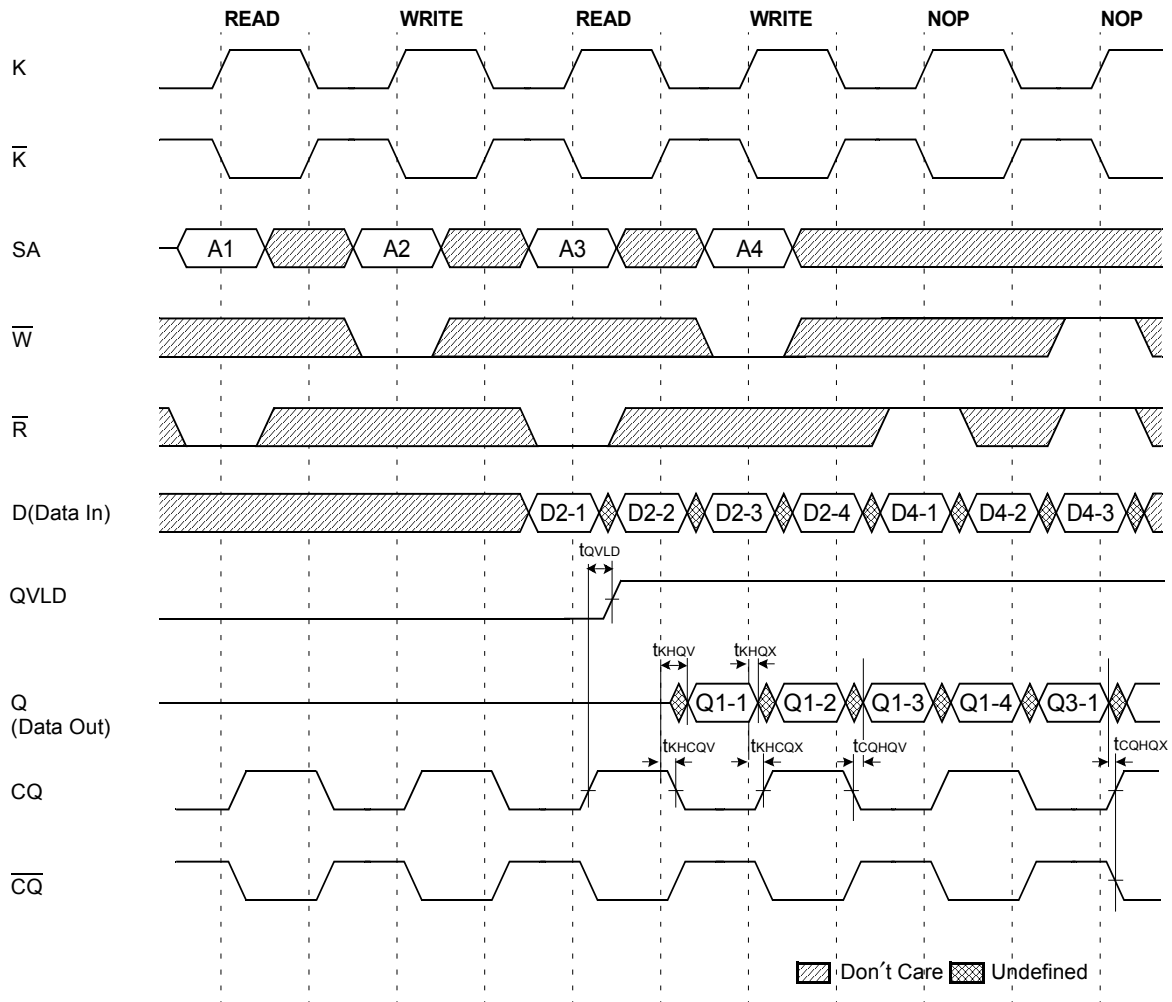 READ WRITE READ WRITE NOP NOP
K
K
SA A1 A2 A3 A4
W
R
D(Data In) D2-1 D2-2 D2-3 D2-4 D4-1 D4-2 D4-3
tQVLD
QVLD
tKHQV tKHQX
Q Q1-1 Q1-2 Q1-3 Q1-4 Q3-1
(Data Out)
tKHCQV tKHCQX tCQHQV tCQHQX
CQ
CQ
Don′t Care Undefined